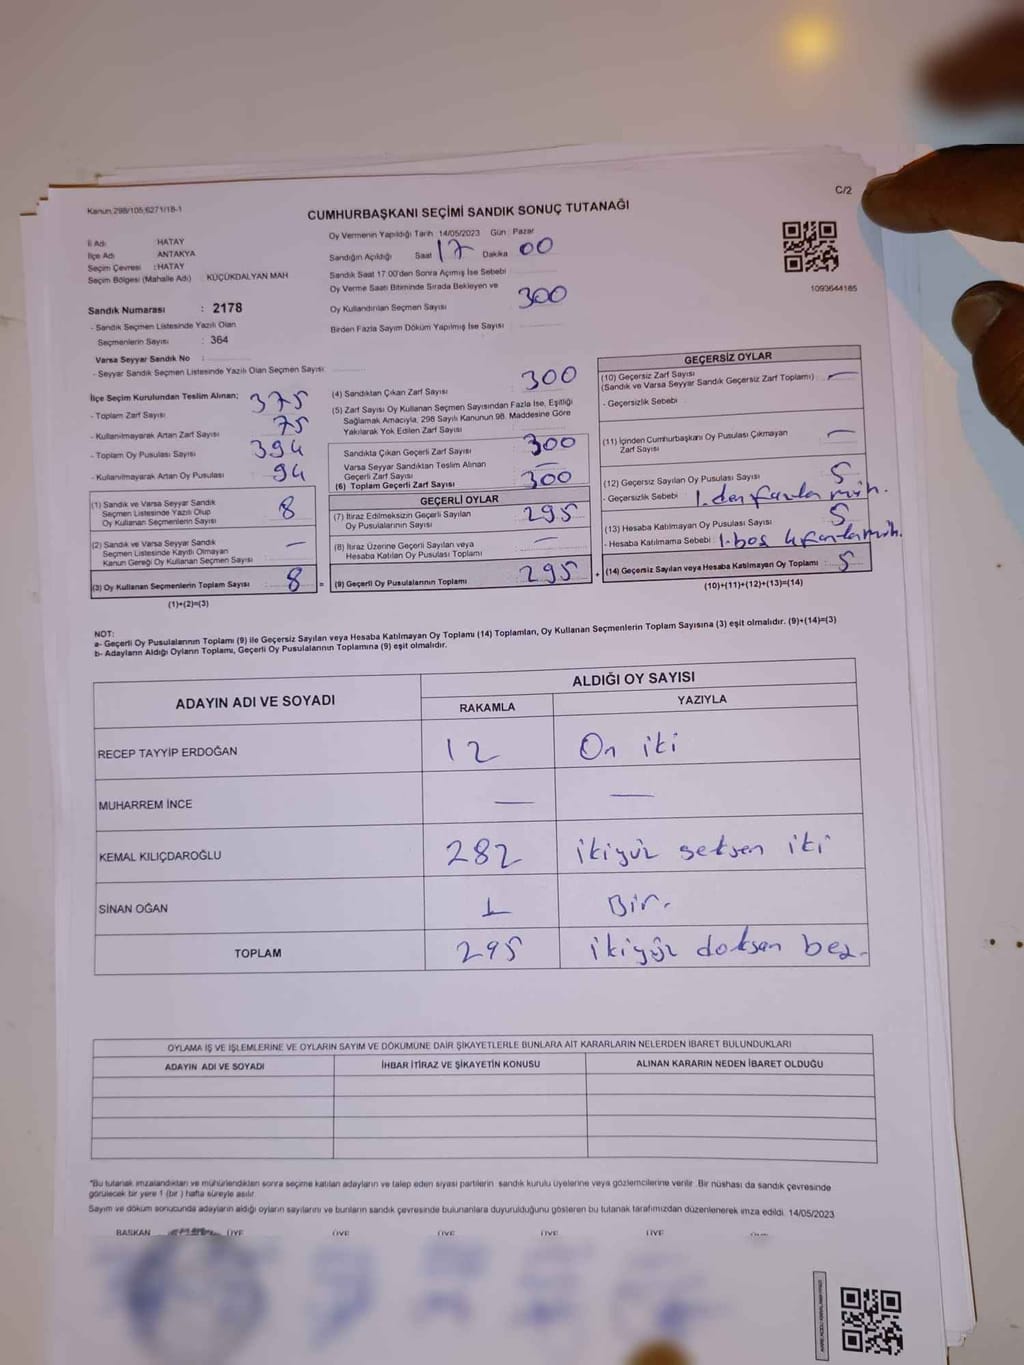 Kanun:298/105;6271/18-1
C/2
CUMHURBAŞKANI SEÇİMİ SANDIK SONUÇ TUTANAĞI
İl Adı HATAY
İlçe Adı ANTAKYA
Seçim Çevresi :HATAY
Seçim Bölgesi (Mahalle Adı) : KÜÇÜKDALYAN MAH
Sandık Numarası : 2178
- Sandık Seçmen Listesinde Yazılı Olan
Seçmenlerin Sayısı : 364
Varsa Seyyar Sandık No :
- Seyyar Sandık Seçmen Listesinde Yazılı Olan Seçmen Sayısı:
Oy Vermenin Yapıldığı Tarih 14/05/2023 Gün : Pazar
Sandığın Açıldığı Saat 17 Dakika 00
Sandık Saat 17.00'den Sonra Açımış İse Sebebi
Oy Verme Saati Bitiminde Sırada Bekleyen ve
Oy Kullandırılan Seçmen Sayısı 300
Birden Fazla Sayım Döküm Yapılmış İse Sayısı
1093644185
İlçe Seçim Kurulundan Teslim Alınan;
- Toplam Zarf Sayısı 375
- Kullanılmayarak Artan Zarf Sayısı 75
- Toplam Oy Pusulası Sayısı 394
- Kullanılmayarak Artan Oy Pusulası 94
(1) Sandık ve Varsa Seyyar Sandık
Seçmen Listesinde Yazılı Olup
Oy Kullanan Seçmenlerin Sayısı 8
(2) Sandık ve Varsa Seyyar Sandık
Seçmen Listesinde Kayıtlı Olmayan
Kanun Gereği Oy Kullanan Seçmen Sayısı —
(3) Oy Kullanan Seçmenlerin Toplam Sayısı 8 =
(1)+(2)=(3)
(4) Sandıktan Çıkan Zarf Sayısı 300
(5) Zarf Sayısı Oy Kullanan Seçmen Sayısından Fazla İse, Eşitliği
Sağlamak Amacıyla, 298 Sayılı Kanunun 98. Maddesine Göre
Yakılarak Yok Edilen Zarf Sayısı
Sandıkta Çıkan Geçerli Zarf Sayısı 300
Varsa Seyyar Sandıktan Teslim Alınan
Geçerli Zarf Sayısı —
(6) Toplam Geçerli Zarf Sayısı 300
GEÇERLİ OYLAR
(7) İtiraz Edilmeksizin Geçerli Sayılan
Oy Pusulalarının Sayısı 295
(8) İtiraz Üzerine Geçerli Sayılan veya
Hesaba Katılan Oy Pusulası Toplamı —
(9) Geçerli Oy Pusulalarının Toplamı 295 +
GEÇERSİZ OYLAR
(10) Geçersiz Zarf Sayısı
(Sandık ve Varsa Seyyar Sandık Geçersiz Zarf Toplamı) —
- Geçersizlik Sebebi
(11) İçinden Cumhurbaşkanı Oy Pusulası Çıkmayan
Zarf Sayısı —
(12) Geçersiz Sayılan Oy Pusulası Sayısı 5
- Geçersizlik Sebebi 1.den fazla müh.
(13) Hesaba Katılmayan Oy Pusulası Sayısı 5
- Hesaba Katılmama Sebebi 1.boş 4 fazla müh.
(14) Geçersiz Sayılan veya Hesaba Katılmayan Oy Toplamı 5
(10)+(11)+(12)+(13)=(14)
NOT:
a- Geçerli Oy Pusulalarının Toplamı (9) ile Geçersiz Sayılan veya Hesaba Katılmayan Oy Toplamı (14) Toplamları, Oy Kullanan Seçmenlerin Toplam Sayısına (3) eşit olmalıdır. (9)+(14)=(3)
b- Adayların Aldığı Oyların Toplamı, Geçerli Oy Pusulalarının Toplamına (9) eşit olmalıdır.
ADAYIN ADI VE SOYADI
ALDIĞI OY SAYISI
RAKAMLA YAZIYLA
RECEP TAYYİP ERDOĞAN 12 On iki
MUHARREM İNCE — —
KEMAL KILIÇDAROĞLU 282 ikiyüz seksen iki
SİNAN OĞAN 1 Bir.
TOPLAM 295 ikiyüz doksan beş.
OYLAMA İŞ VE İŞLEMLERİNE VE OYLARIN SAYIM VE DÖKÜMÜNE DAİR ŞİKAYETLERLE BUNLARA AİT KARARLARIN NELERDEN İBARET BULUNDUKLARI
ADAYIN ADI VE SOYADI İHBAR İTİRAZ VE ŞİKAYETİN KONUSU ALINAN KARARIN NEDEN İBARET OLDUĞU
*Bu tutanak imzalandıktan ve mühürlendikten sonra seçime katılan adayların ve talep eden siyasi partilerin sandık kurulu üyelerine veya gözlemcilerine verilir. Bir nüshası da sandık çevresinde
görülecek bir yere 1 (bir ) hafta süreyle asılır
Sayım ve döküm sonucunda adayların aldığı oyların sayılarını ve bunların sandık çevresinde bulunanlara duyurulduğunu gösteren bu tutanak tarafımızdan düzenlenerek imza edildi. 14/05/2023
BAŞKAN ÜYE ÜYE ÜYE ÜYE ÜYE